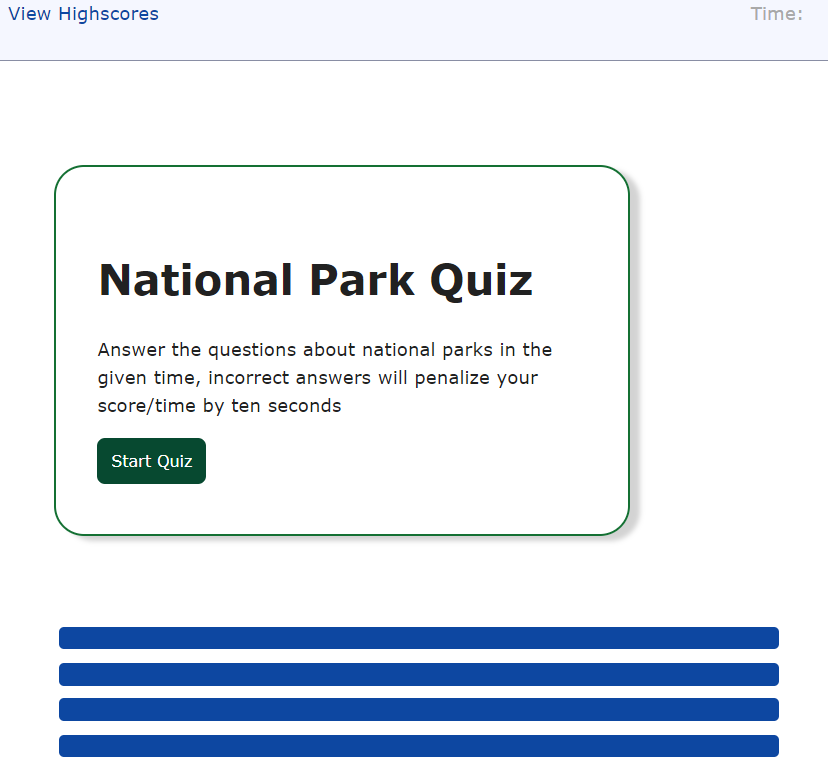 View Highscores
Time:
National Park Quiz
Answer the questions about national parks in the
given time, incorrect answers will penalize your
score/time by ten seconds
Start Quiz